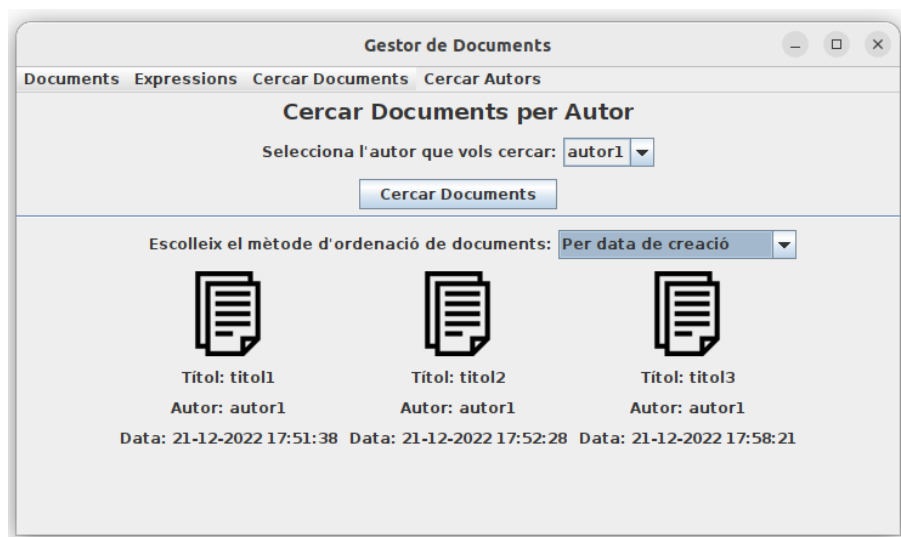 Gestor de Documents
Documents Expressions Cercar Documents Cercar Autors
Cercar Documents per Autor
Selecciona l'autor que vols cercar: autor1
Cercar Documents
Escolleix el mètode d'ordenació de documents: Per data de creació
Títol: titol1 Títol: titol2 Títol: titol3
Autor: autor1 Autor: autor1 Autor: autor1
Data: 21-12-2022 17:51:38 Data: 21-12-2022 17:52:28 Data: 21-12-2022 17:58:21